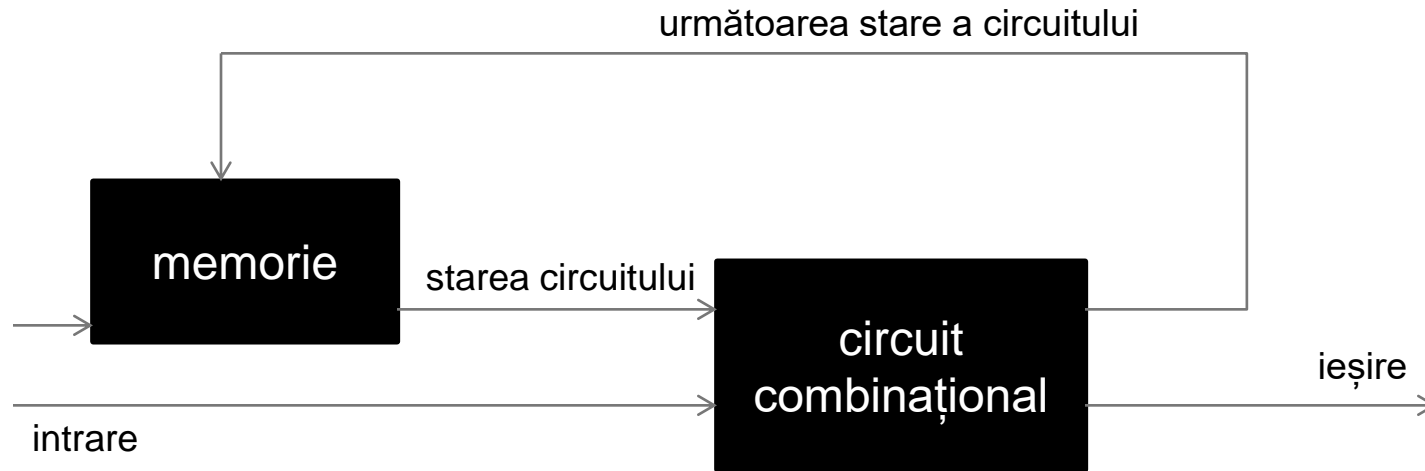 următoarea stare a circuitului
memorie
starea circuitului
circuit
combinațional
ieșire
intrare